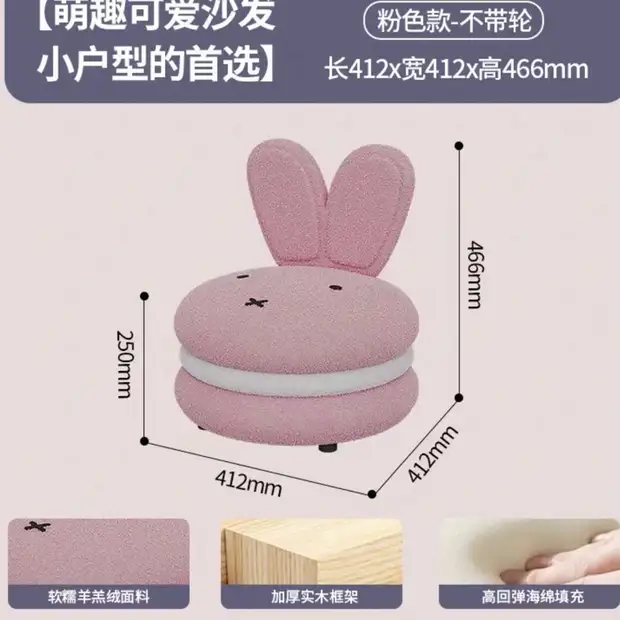 【萌趣可爱沙发
小户型的首选】
粉色款-不带轮
长412x宽412x高466mm
466mm
250mm
412mm
412mm
软糯羊羔绒面料
加厚实木框架
高回弹海绵填充